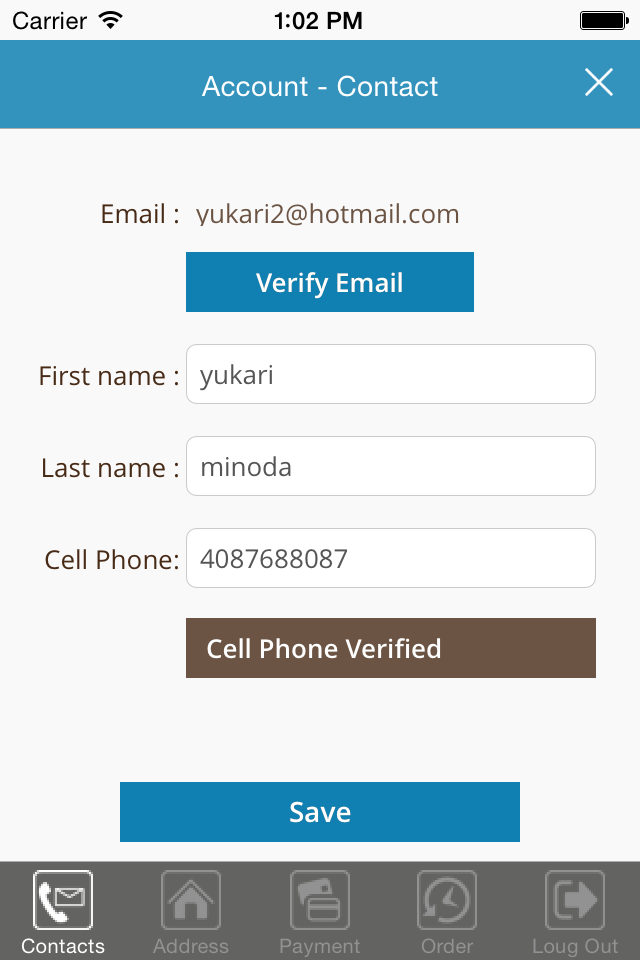 Carrier 1:02 PM
Account - Contact
Email : yukari2@hotmail.com
Verify Email
First name : yukari
Last name : minoda
Cell Phone: 4087688087
Cell Phone Verified
Save
Contacts Address Payment Order Loug Out